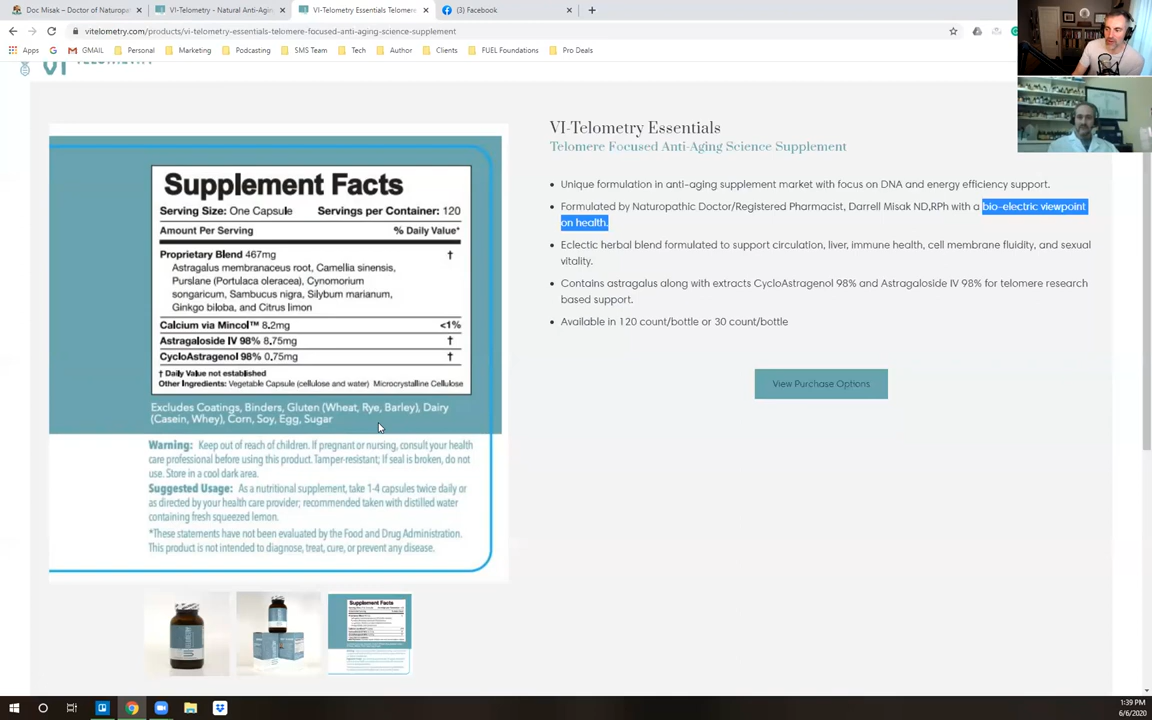 Doc Misak – Doctor of Naturopat
VI-Telometry - Natural Anti-Agin
VI-Telometry Essentials Telomere
(3) Facebook
vitelometry.com/products/vi-telometry-essentials-telomere-focused-anti-aging-science-supplement
Apps
GMAIL
Personal
Marketing
Podcasting
SMS Team
Tech
Author
Clients
FUEL Foundations
Pro Deals
Supplement Facts
Serving Size: One Capsule Servings per Container: 120
Amount Per Serving % Daily Value*
Proprietary Blend 467mg †
Astragalus membranaceus root, Camellia sinensis,
Purslane (Portulaca oleracea), Cynomorium
songaricum, Sambucus nigra, Silybum marianum,
Ginkgo biloba, and Citrus limon
Calcium via Mincol™ 8.2mg <1%
Astragaloside IV 98% 8.75mg †
CycloAstragenol 98% 0.75mg †
† Daily Value not established
Other Ingredients: Vegetable Capsule (cellulose and water) Microcrystalline Cellulose
Excludes Coatings, Binders, Gluten (Wheat, Rye, Barley), Dairy
(Casein, Whey), Corn, Soy, Egg, Sugar
Warning: Keep out of reach of children. If pregnant or nursing, consult your health
care professional before using this product. Tamper-resistant; If seal is broken, do not
use. Store in a cool dark area.
Suggested Usage: As a nutritional supplement, take 1-4 capsules twice daily or
as directed by your health care provider; recommended taken with distilled water
containing fresh squeezed lemon.
*These statements have not been evaluated by the Food and Drug Administration.
This product is not intended to diagnose, treat, cure, or prevent any disease.
VI-Telometry Essentials
Telomere Focused Anti-Aging Science Supplement
Unique formulation in anti-aging supplement market with focus on DNA and energy efficiency support.
Formulated by Naturopathic Doctor/Registered Pharmacist, Darrell Misak ND,RPh with a bio-electric viewpoint
on health.
Eclectic herbal blend formulated to support circulation, liver, immune health, cell membrane fluidity, and sexual
vitality.
Contains astragalus along with extracts CycloAstragenol 98% and Astragaloside IV 98% for telomere research
based support.
Available in 120 count/bottle or 30 count/bottle
View Purchase Options
Supplement Facts
1:39 PM
6/6/2020